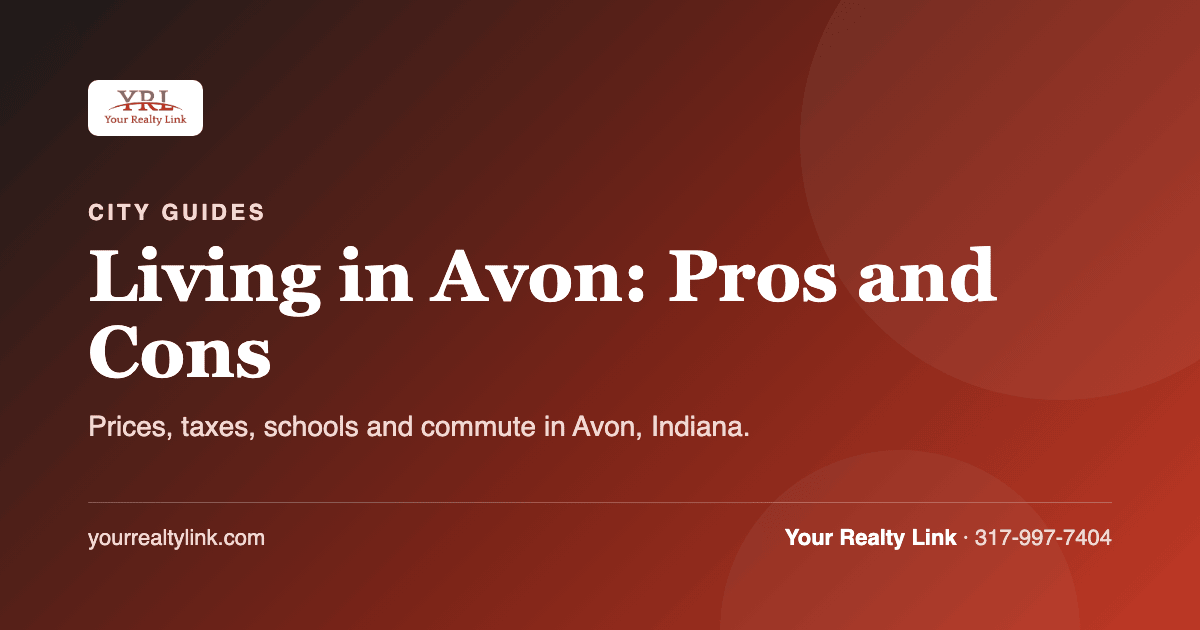 YRL
Your Realty Link
CITY GUIDES
Living in Avon: Pros and
Cons
Prices, taxes, schools and commute in Avon, Indiana.
yourrealtylink.com
Your Realty Link · 317-997-7404